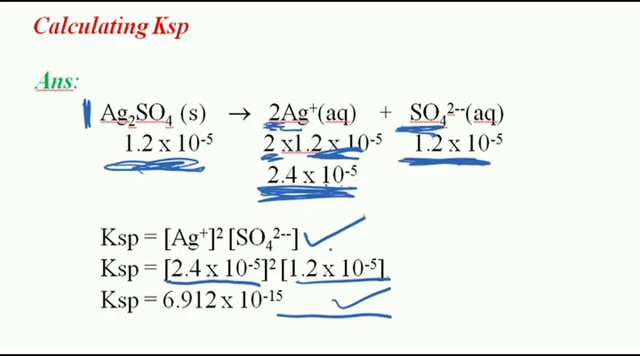 Calculating Ksp
Ans:
Ag₂SO₄ (s) → 2Ag⁺(aq) + SO₄²⁻⁻(aq)
1.2 x 10⁻⁵ 2 x1.2 x 10⁻⁵ 1.2 x 10⁻⁵
2.4 x 10⁻⁵
Ksp = [Ag⁺]² [SO₄²⁻⁻]
Ksp = [2.4 x 10⁻⁵]² [1.2 x 10⁻⁵]
Ksp = 6.912 x 10⁻¹⁵